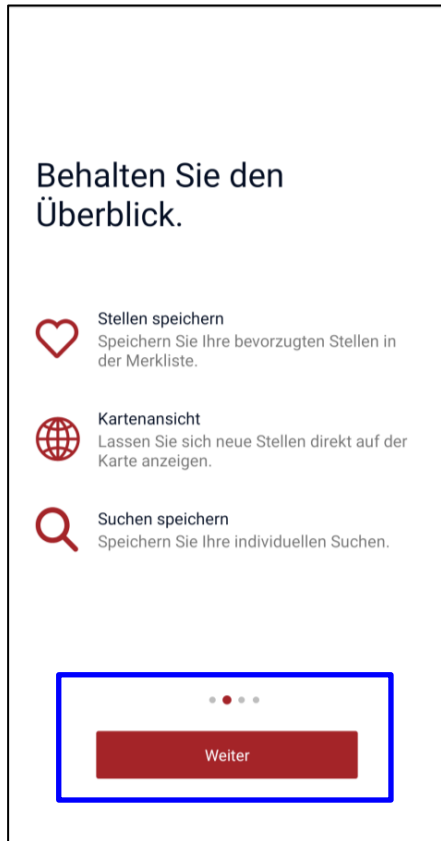 Behalten Sie den
Überblick.
Stellen speichern
Speichern Sie Ihre bevorzugten Stellen in
der Merkliste.
Kartenansicht
Lassen Sie sich neue Stellen direkt auf der
Karte anzeigen.
Suchen speichern
Speichern Sie Ihre individuellen Suchen.
Weiter